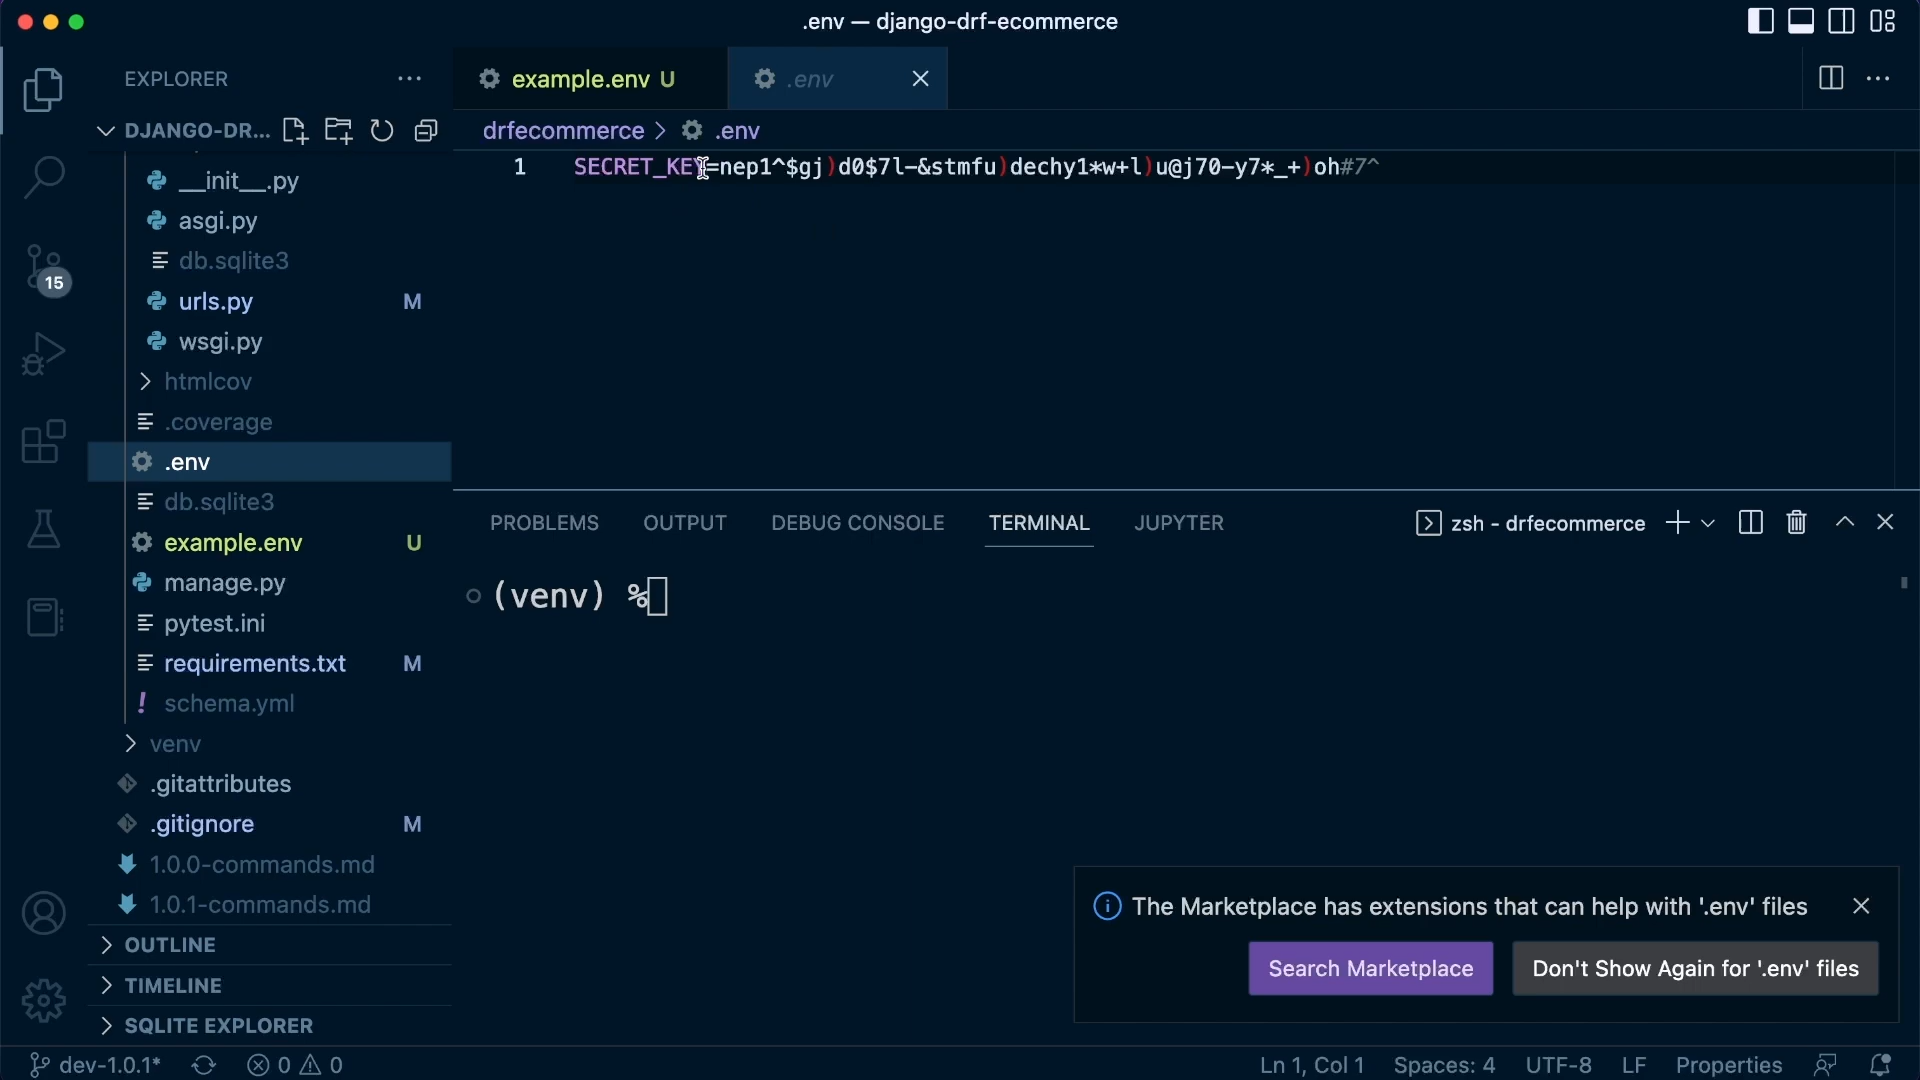 .env — django-drf-ecommerce
EXPLORER
DJANGO-DR...
__init__.py
asgi.py
db.sqlite3
urls.py M
wsgi.py
htmlcov
.coverage
.env
db.sqlite3
example.env U
manage.py
pytest.ini
requirements.txt M
schema.yml
venv
.gitattributes
.gitignore M
1.0.0-commands.md
1.0.1-commands.md
OUTLINE
TIMELINE
SQLITE EXPLORER
15
example.env U
.env
drfecommerce > .env
1 SECRET_KEY=nep1^$gj)d0$7l-&stmfu)dechy1*w+l)u@j70-y7*_+)oh#7^
PROBLEMS OUTPUT DEBUG CONSOLE TERMINAL JUPYTER
zsh - drfecommerce
(venv) %
The Marketplace has extensions that can help with '.env' files
Search Marketplace
Don't Show Again for '.env' files
dev-1.0.1* 0 0 Ln 1, Col 1 Spaces: 4 UTF-8 LF Properties